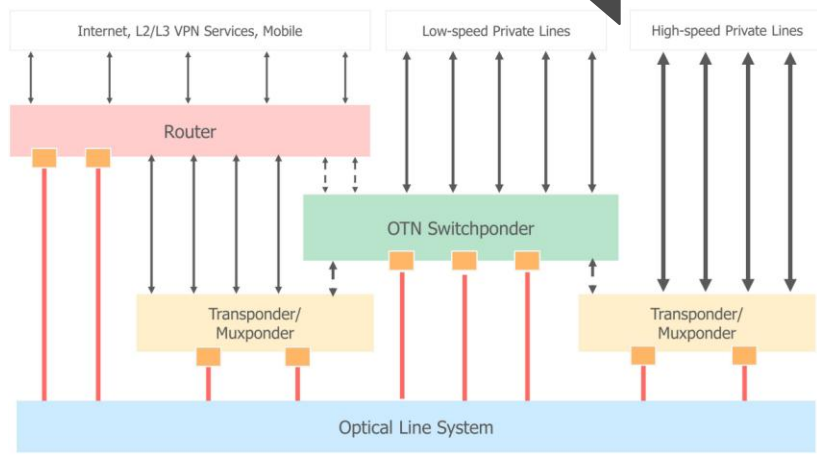 Internet, L2/L3 VPN Services, Mobile
Low-speed Private Lines
High-speed Private Lines
Router
OTN Switchponder
Transponder/
Muxponder
Transponder/
Muxponder
Optical Line System